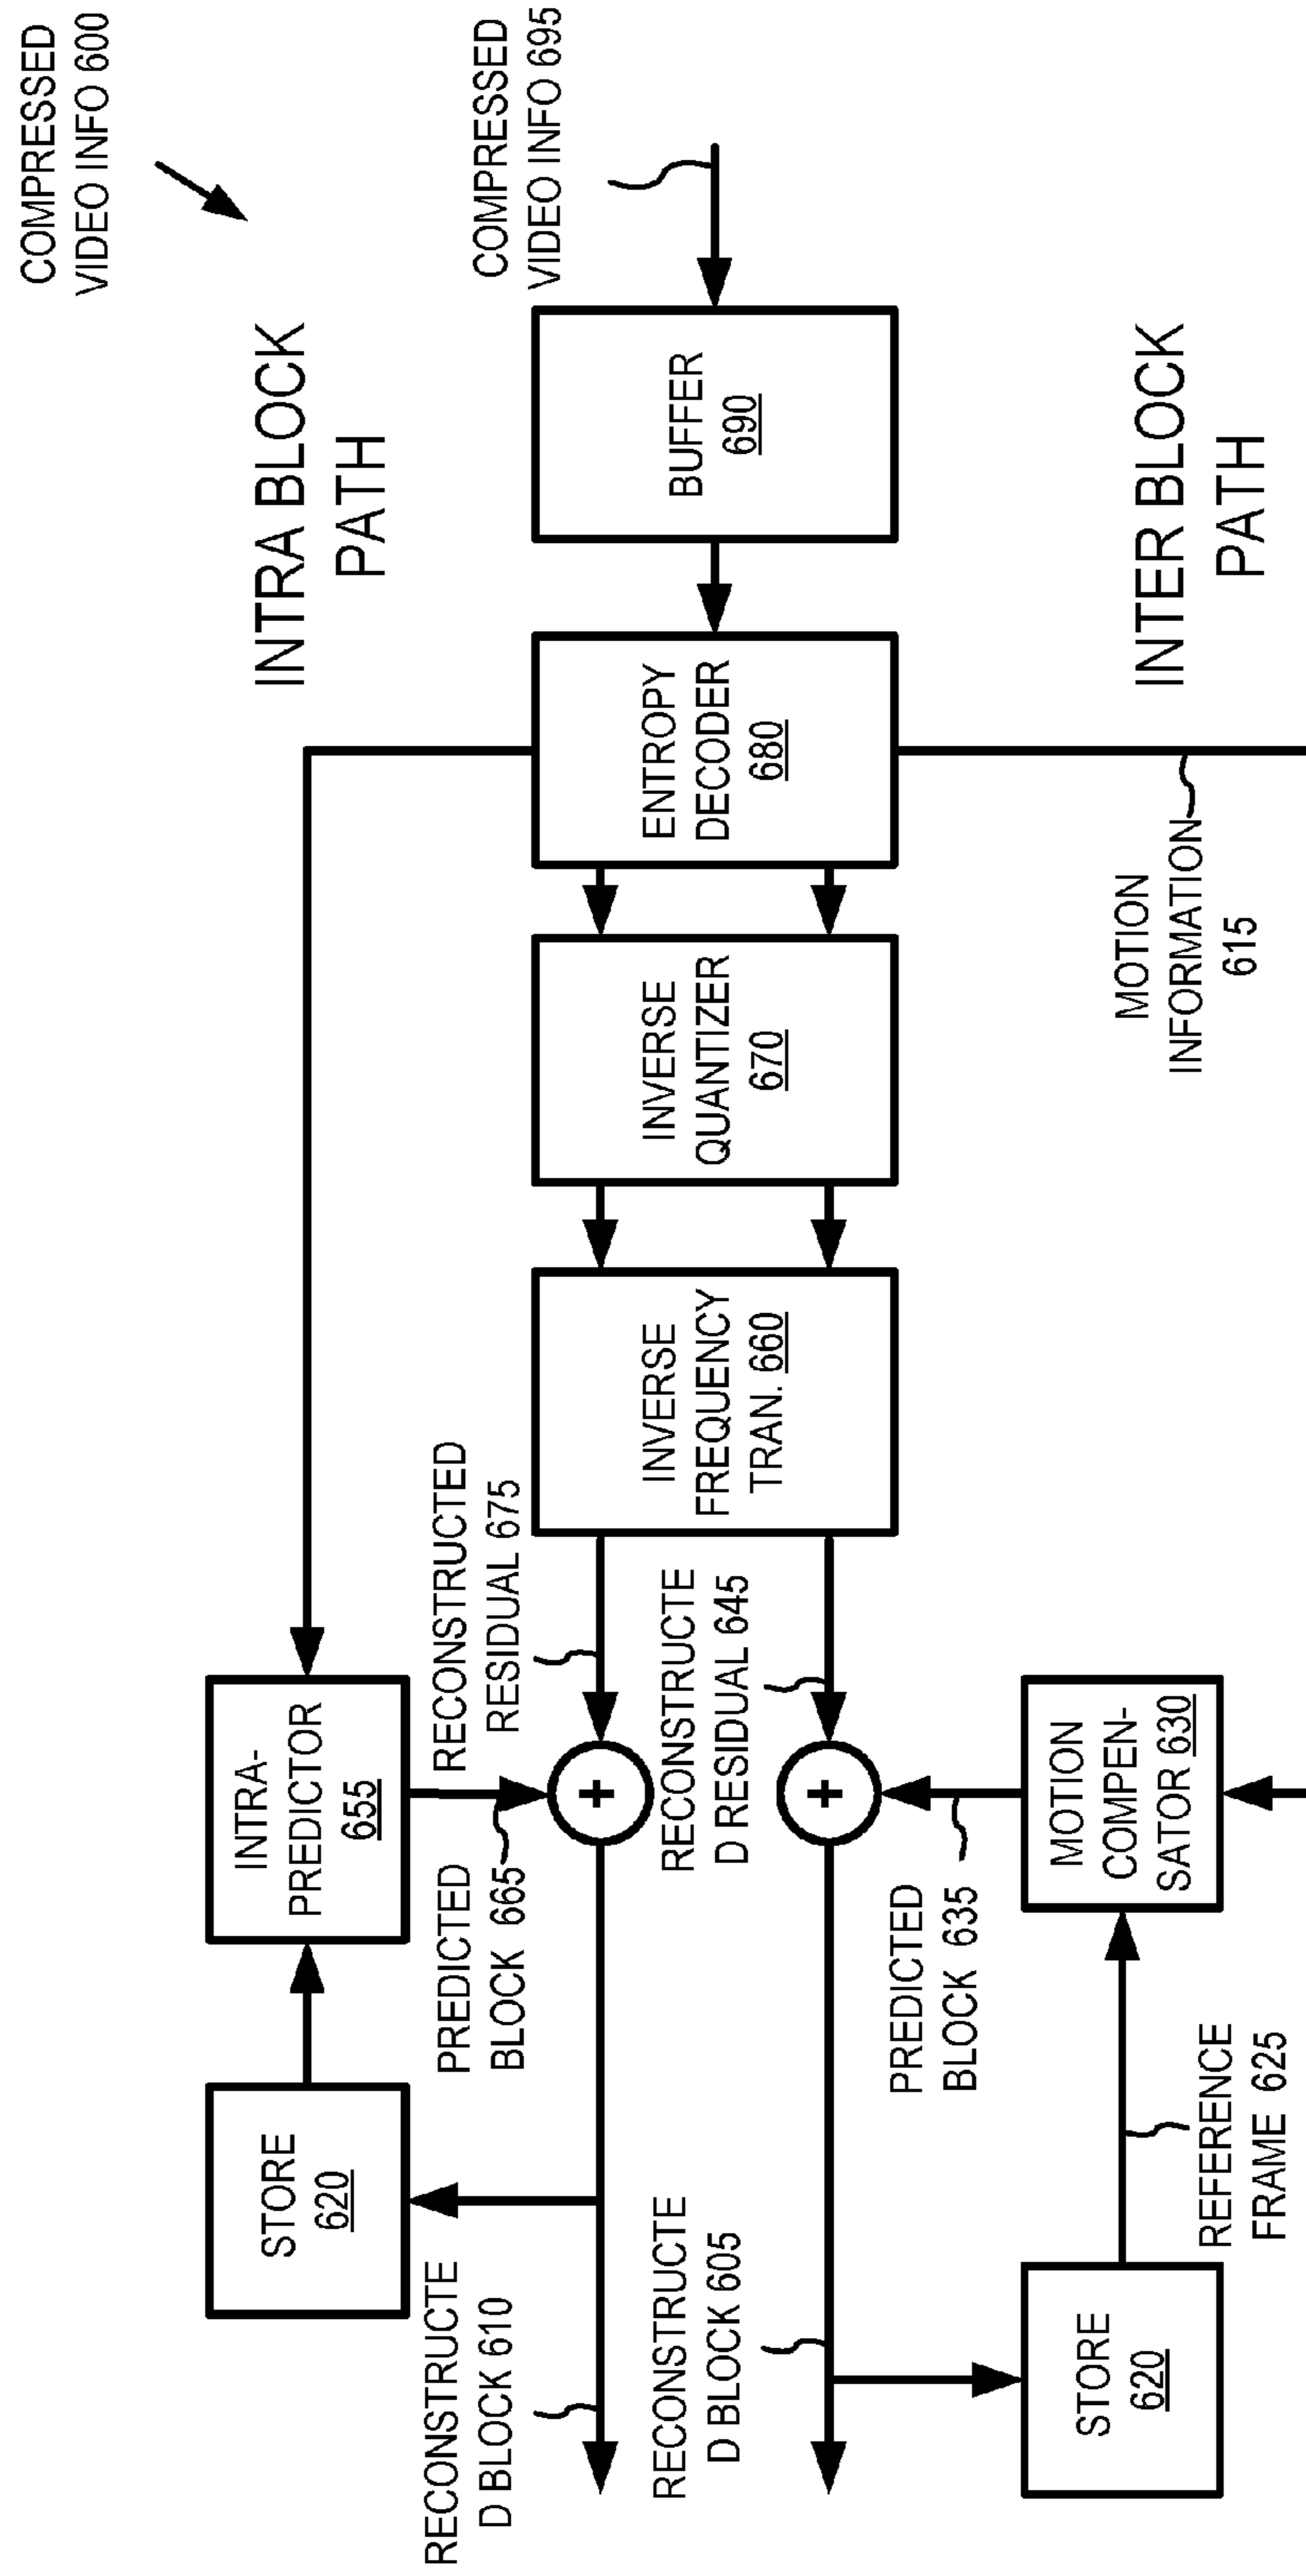 COMPRESSED
VIDEO INFO 600
INTRA BLOCK
PATH
COMPRESSED
VIDEO INFO 695
BUFFER
690
ENTROPY
DECODER
680
INVERSE
QUANTIZER
670
INVERSE
FREQUENCY
TRAN. 660
INTER BLOCK
PATH
MOTION
INFORMATION
615
RECONSTRUCTED
RESIDUAL 675
RECONSTRUCTE
D RESIDUAL 645
INTRA-
PREDICTOR
655
PREDICTED
BLOCK 665
+
+
PREDICTED
BLOCK 635
MOTION
COMPEN-
SATOR 630
STORE
620
RECONSTRUCTE
D BLOCK 610
RECONSTRUCTE
D BLOCK 605
REFERENCE
FRAME 625
STORE
620